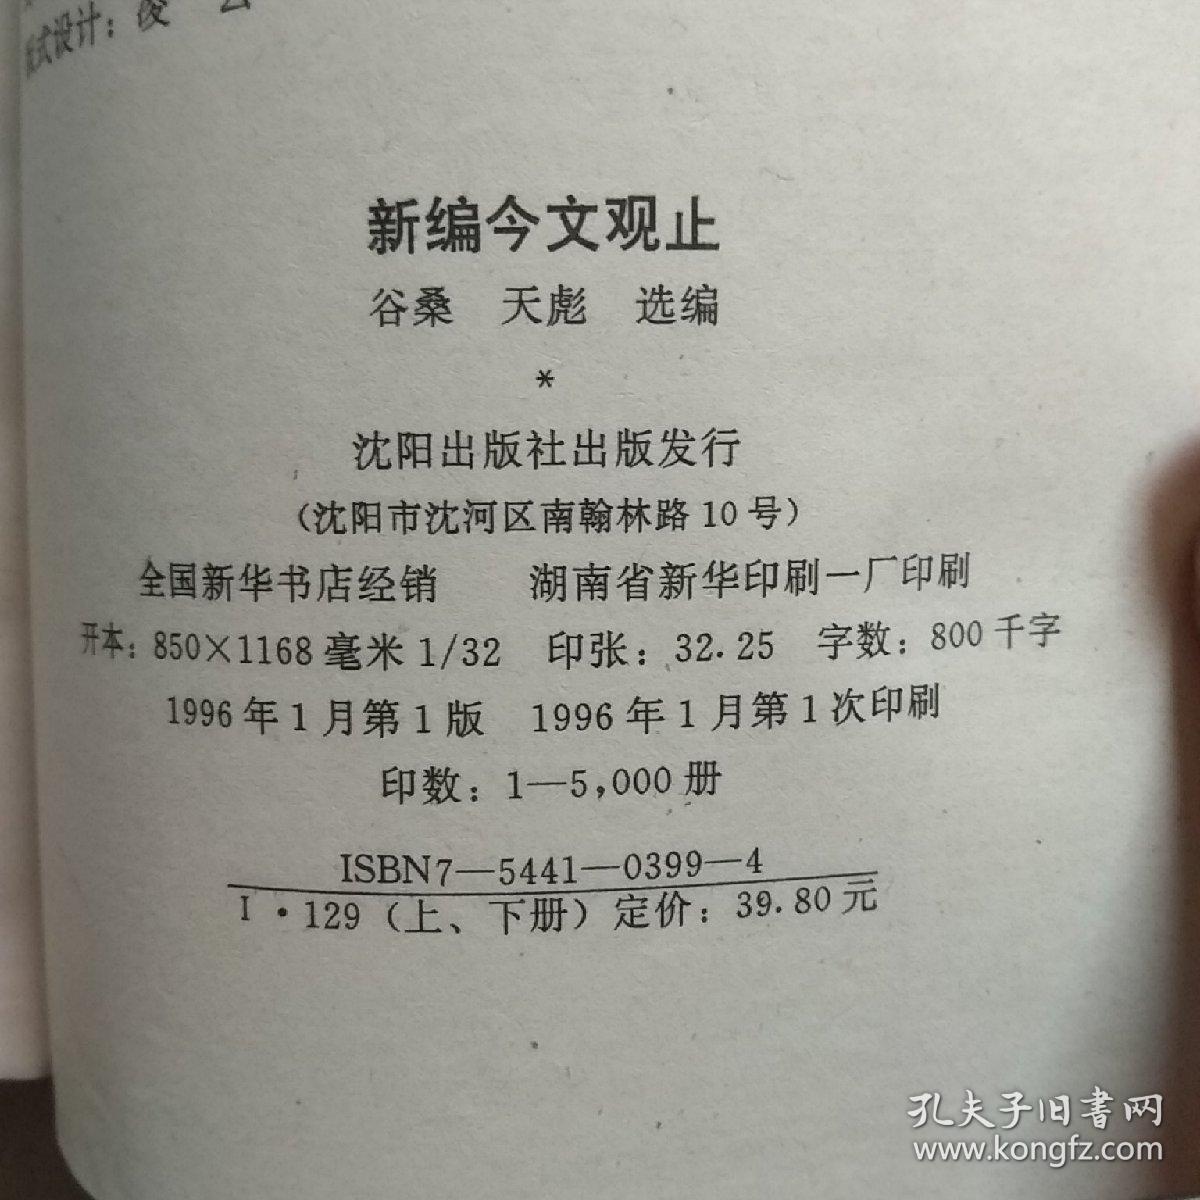 式设计：俊
新编今文观止
谷桑 天彪 选编
*
沈阳出版社出版发行
（沈阳市沈河区南翰林路10号）
全国新华书店经销 湖南省新华印刷一厂印刷
开本：850×1168毫米1/32 印张：32.25 字数：800千字
1996年1月第1版 1996年1月第1次印刷
印数：1—5,000册
ISBN7—5441—0399—4
I·129（上、下册）定价：39.80元
孔夫子旧书网
www.kongfz.com